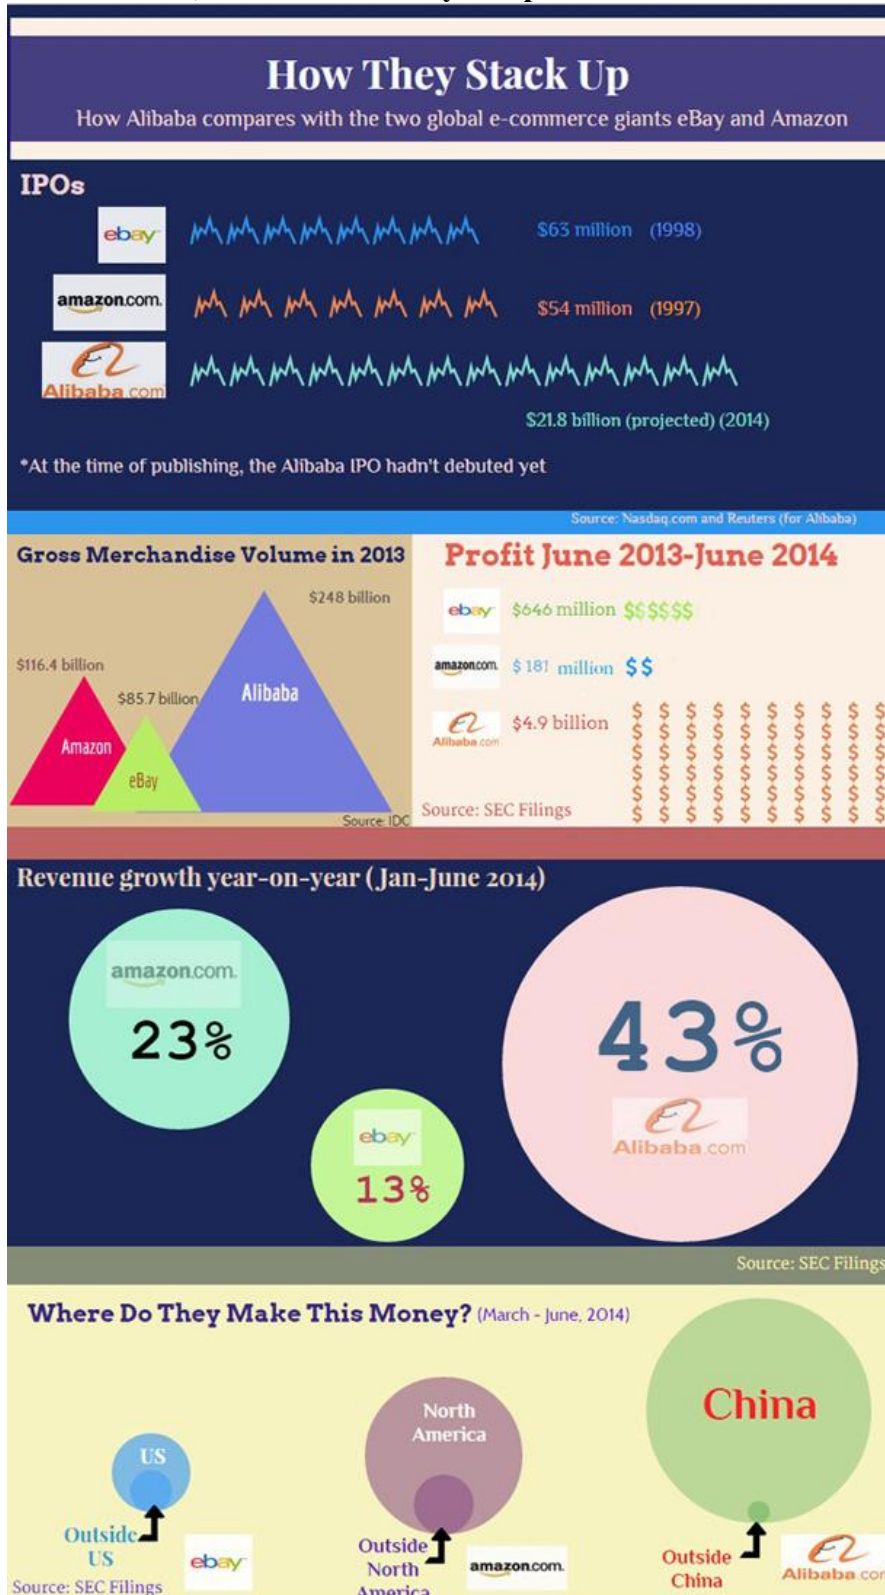 How They Stack Up
How Alibaba compares with the two global e-commerce giants eBay and Amazon
IPOs
ebay
$63 million (1998)
amazon.com.
$54 million (1997)
Alibaba.com
$21.8 billion (projected) (2014)
*At the time of publishing, the Alibaba IPO hadn't debuted yet
Source: Nasdaq.com and Reuters (for Alibaba)
Gross Merchandise Volume in 2013
$248 billion
$116.4 billion
$85.7 billion
Alibaba
Amazon
eBay
Source: IDC
Profit June 2013-June 2014
ebay
$646 million $$$$$$
amazon.com.
$181 million $$
Alibaba.com
$4.9 billion
$ $ $ $ $ $ $ $ $ $
$ $ $ $ $ $ $ $ $ $
$ $ $ $ $ $ $ $ $ $
$ $ $ $ $ $ $ $ $ $
$ $ $ $ $ $ $ $ $ $
$ $ $ $ $ $ $ $ $ $
Source: SEC Filings
Revenue growth year-on-year (Jan-June 2014)
amazon.com.
23%
43%
Alibaba.com
ebay
13%
Source: SEC Filings
Where Do They Make This Money? (March - June, 2014)
US
Outside
US
ebay
Source: SEC Filings
North
America
Outside
North
America
amazon.com.
China
Outside
China
Alibaba.com